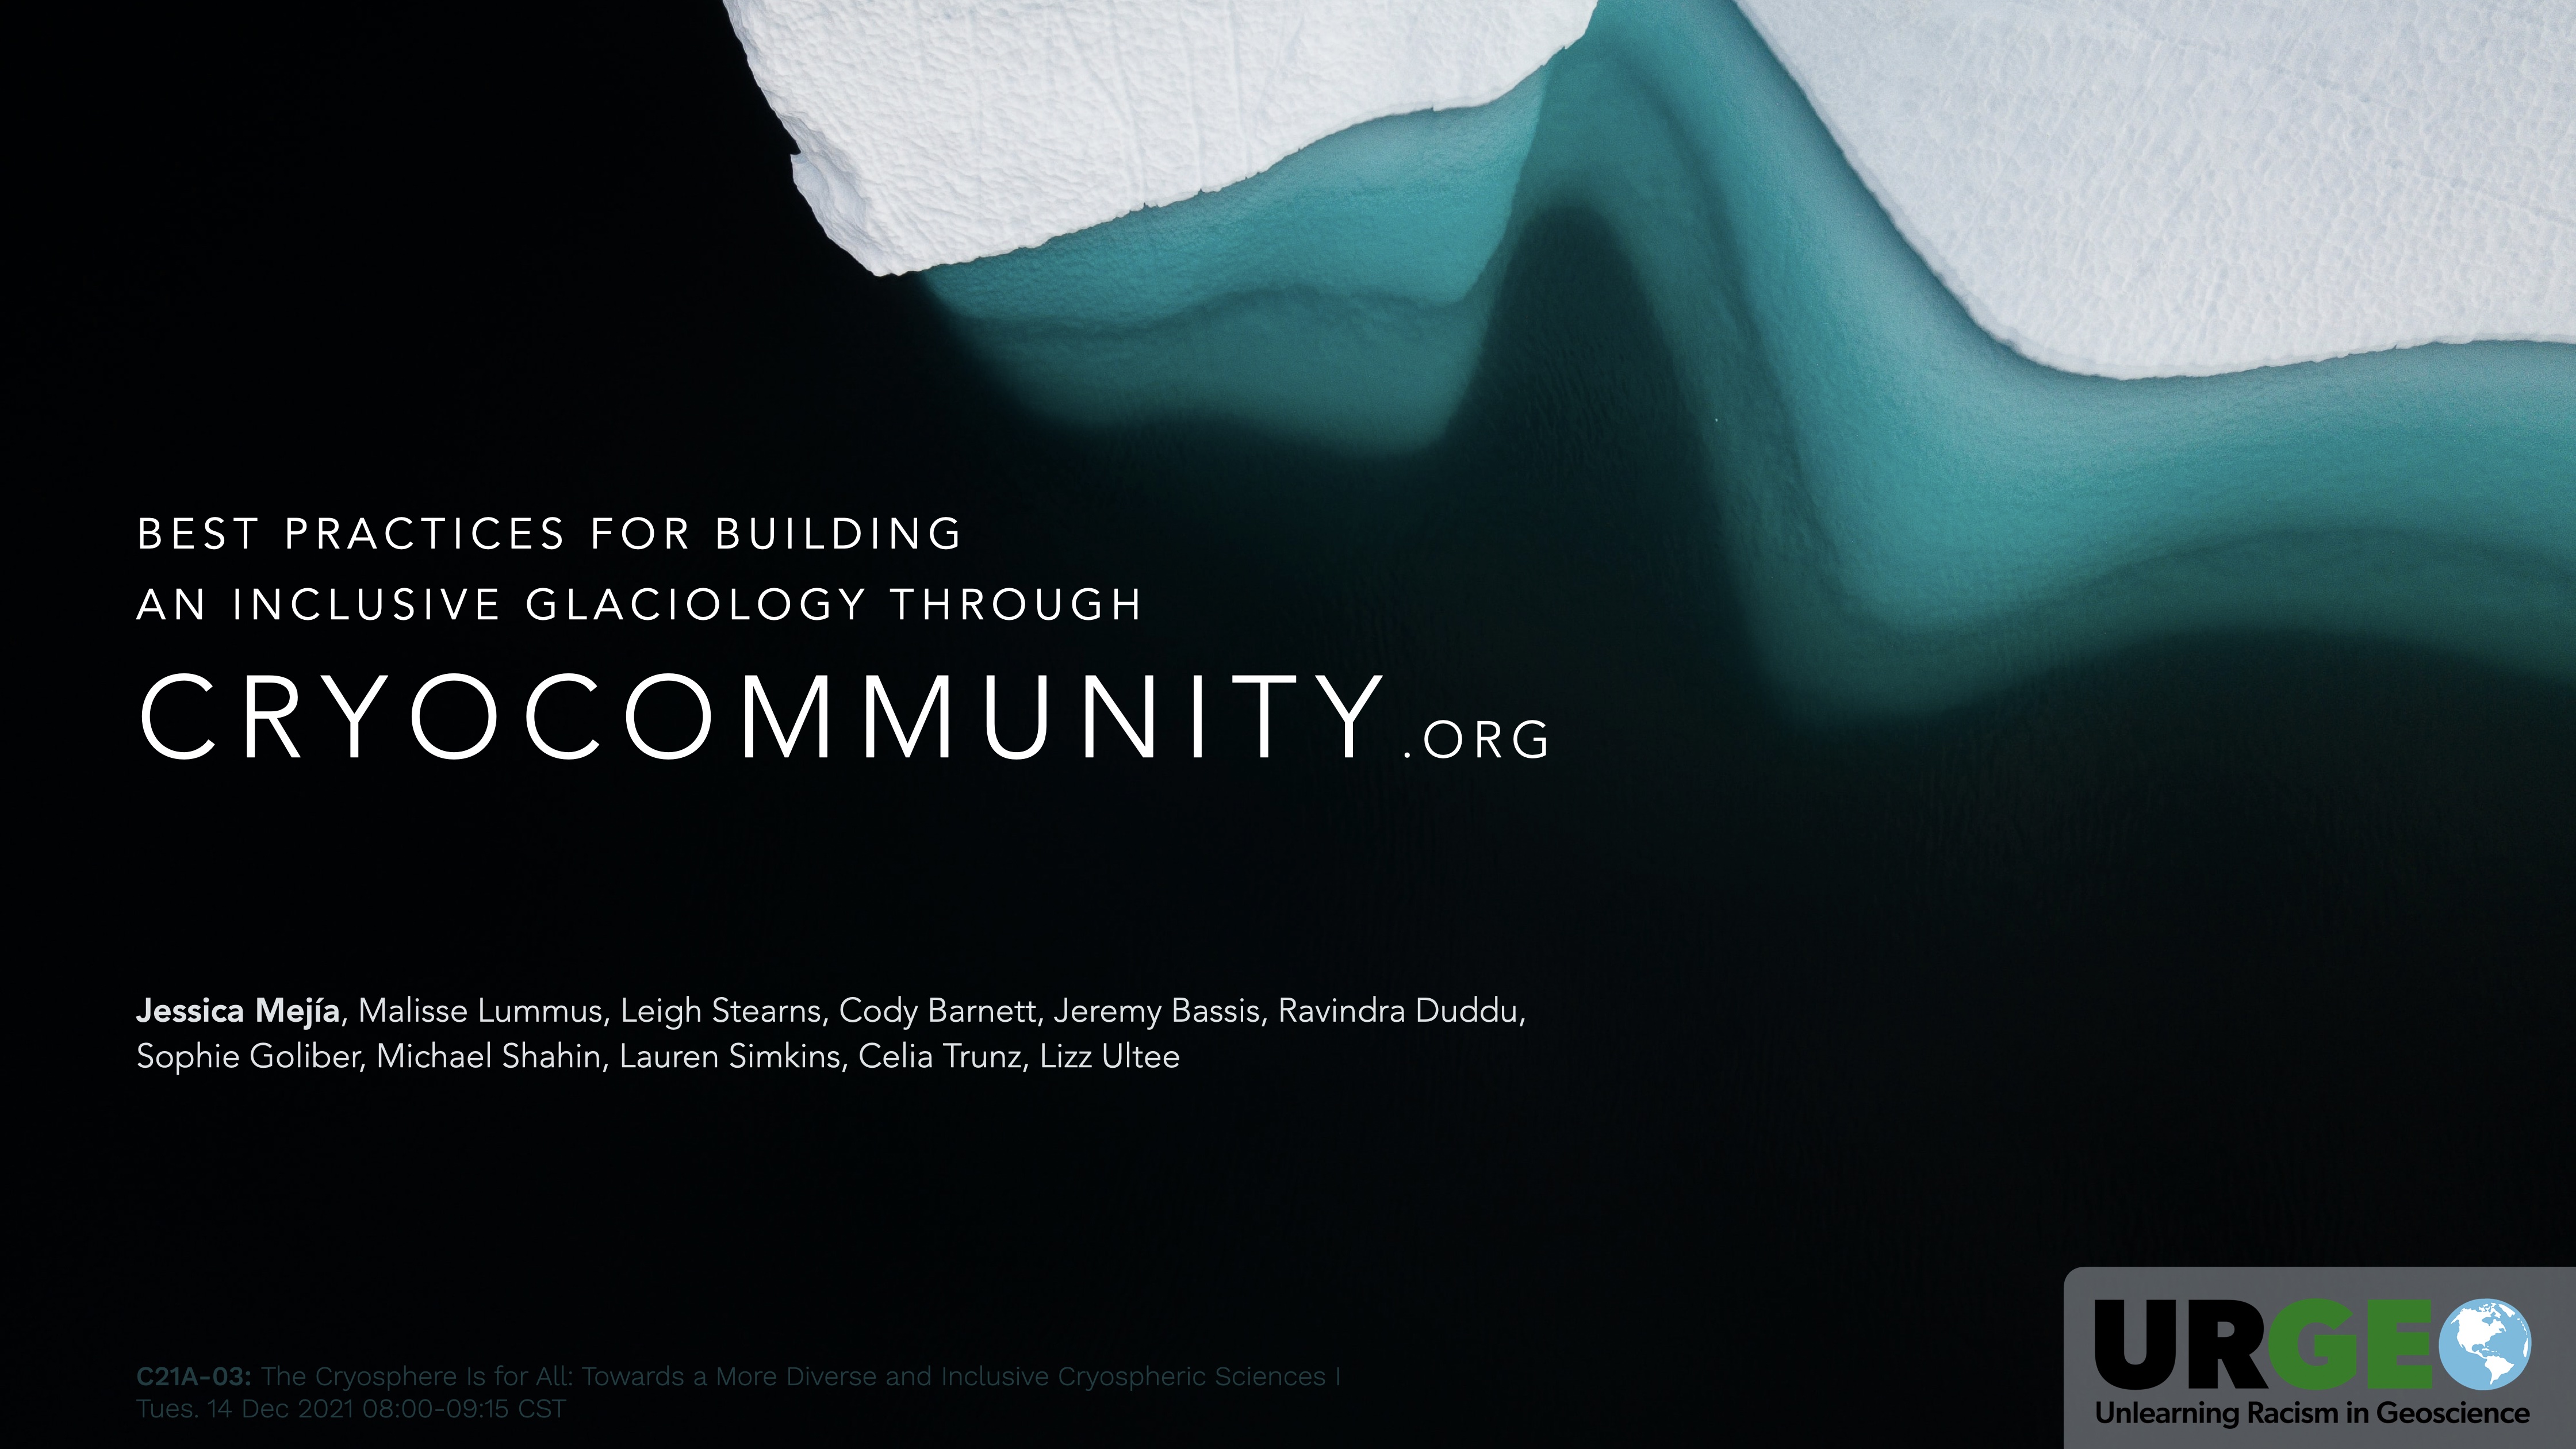 BEST PRACTICES FOR BUILDING
AN INCLUSIVE GLACIOLOGY THROUGH
CRYOCOMMUNITY.ORG
Jessica Mejía, Malisse Lummus, Leigh Stearns, Cody Barnett, Jeremy Bassis, Ravindra Duddu,
Sophie Goliber, Michael Shahin, Lauren Simkins, Celia Trunz, Lizz Ultee
C21A-03: The Cryosphere Is for All: Towards a More Diverse and Inclusive Cryospheric Sciences I
Tues. 14 Dec 2021 08:00-09:15 CST
URGEO
Unlearning Racism in Geoscience